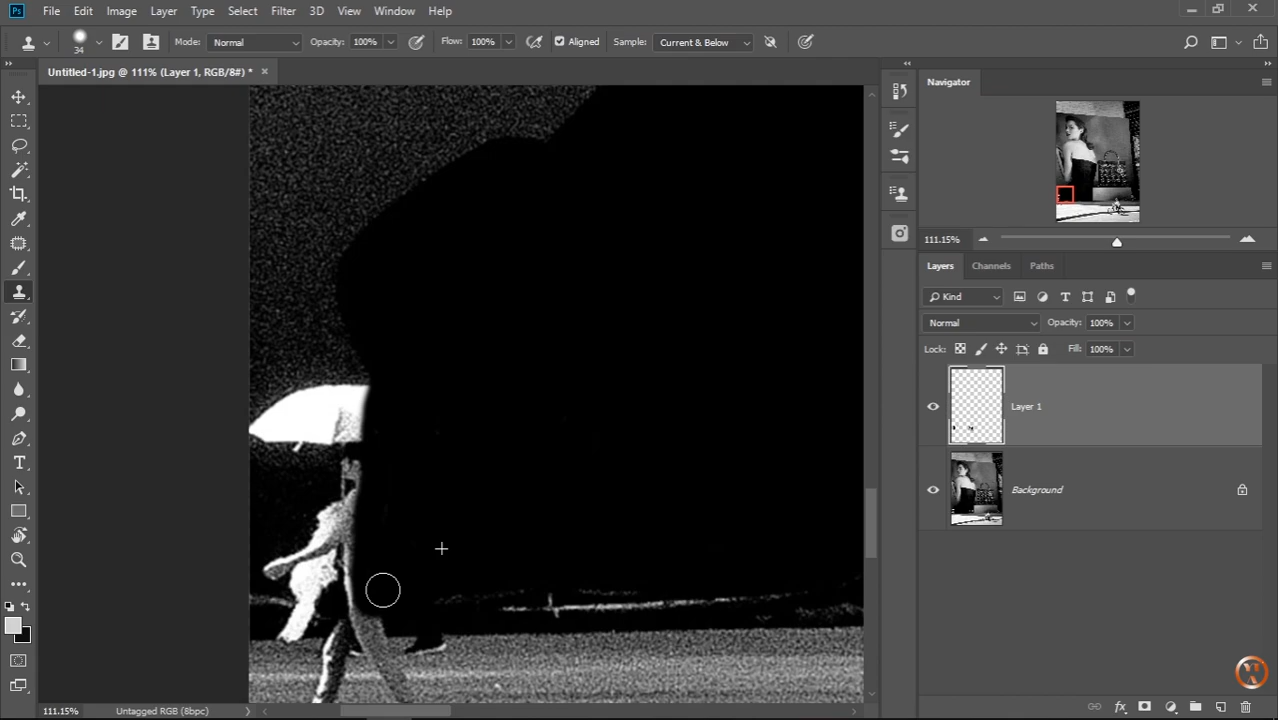 Ps File Edit Image Layer Type Select Filter 3D View Window Help
34 Mode: Normal Opacity: 100% Flow: 100% Aligned Sample: Current & Below
Untitled-1.jpg @ 111% (Layer 1, RGB/8#) *
Navigator
111.15%
Layers Channels Paths
Kind
Normal Opacity: 100%
Lock: Fill: 100%
Layer 1
Background
111.15% Untagged RGB (8bpc)